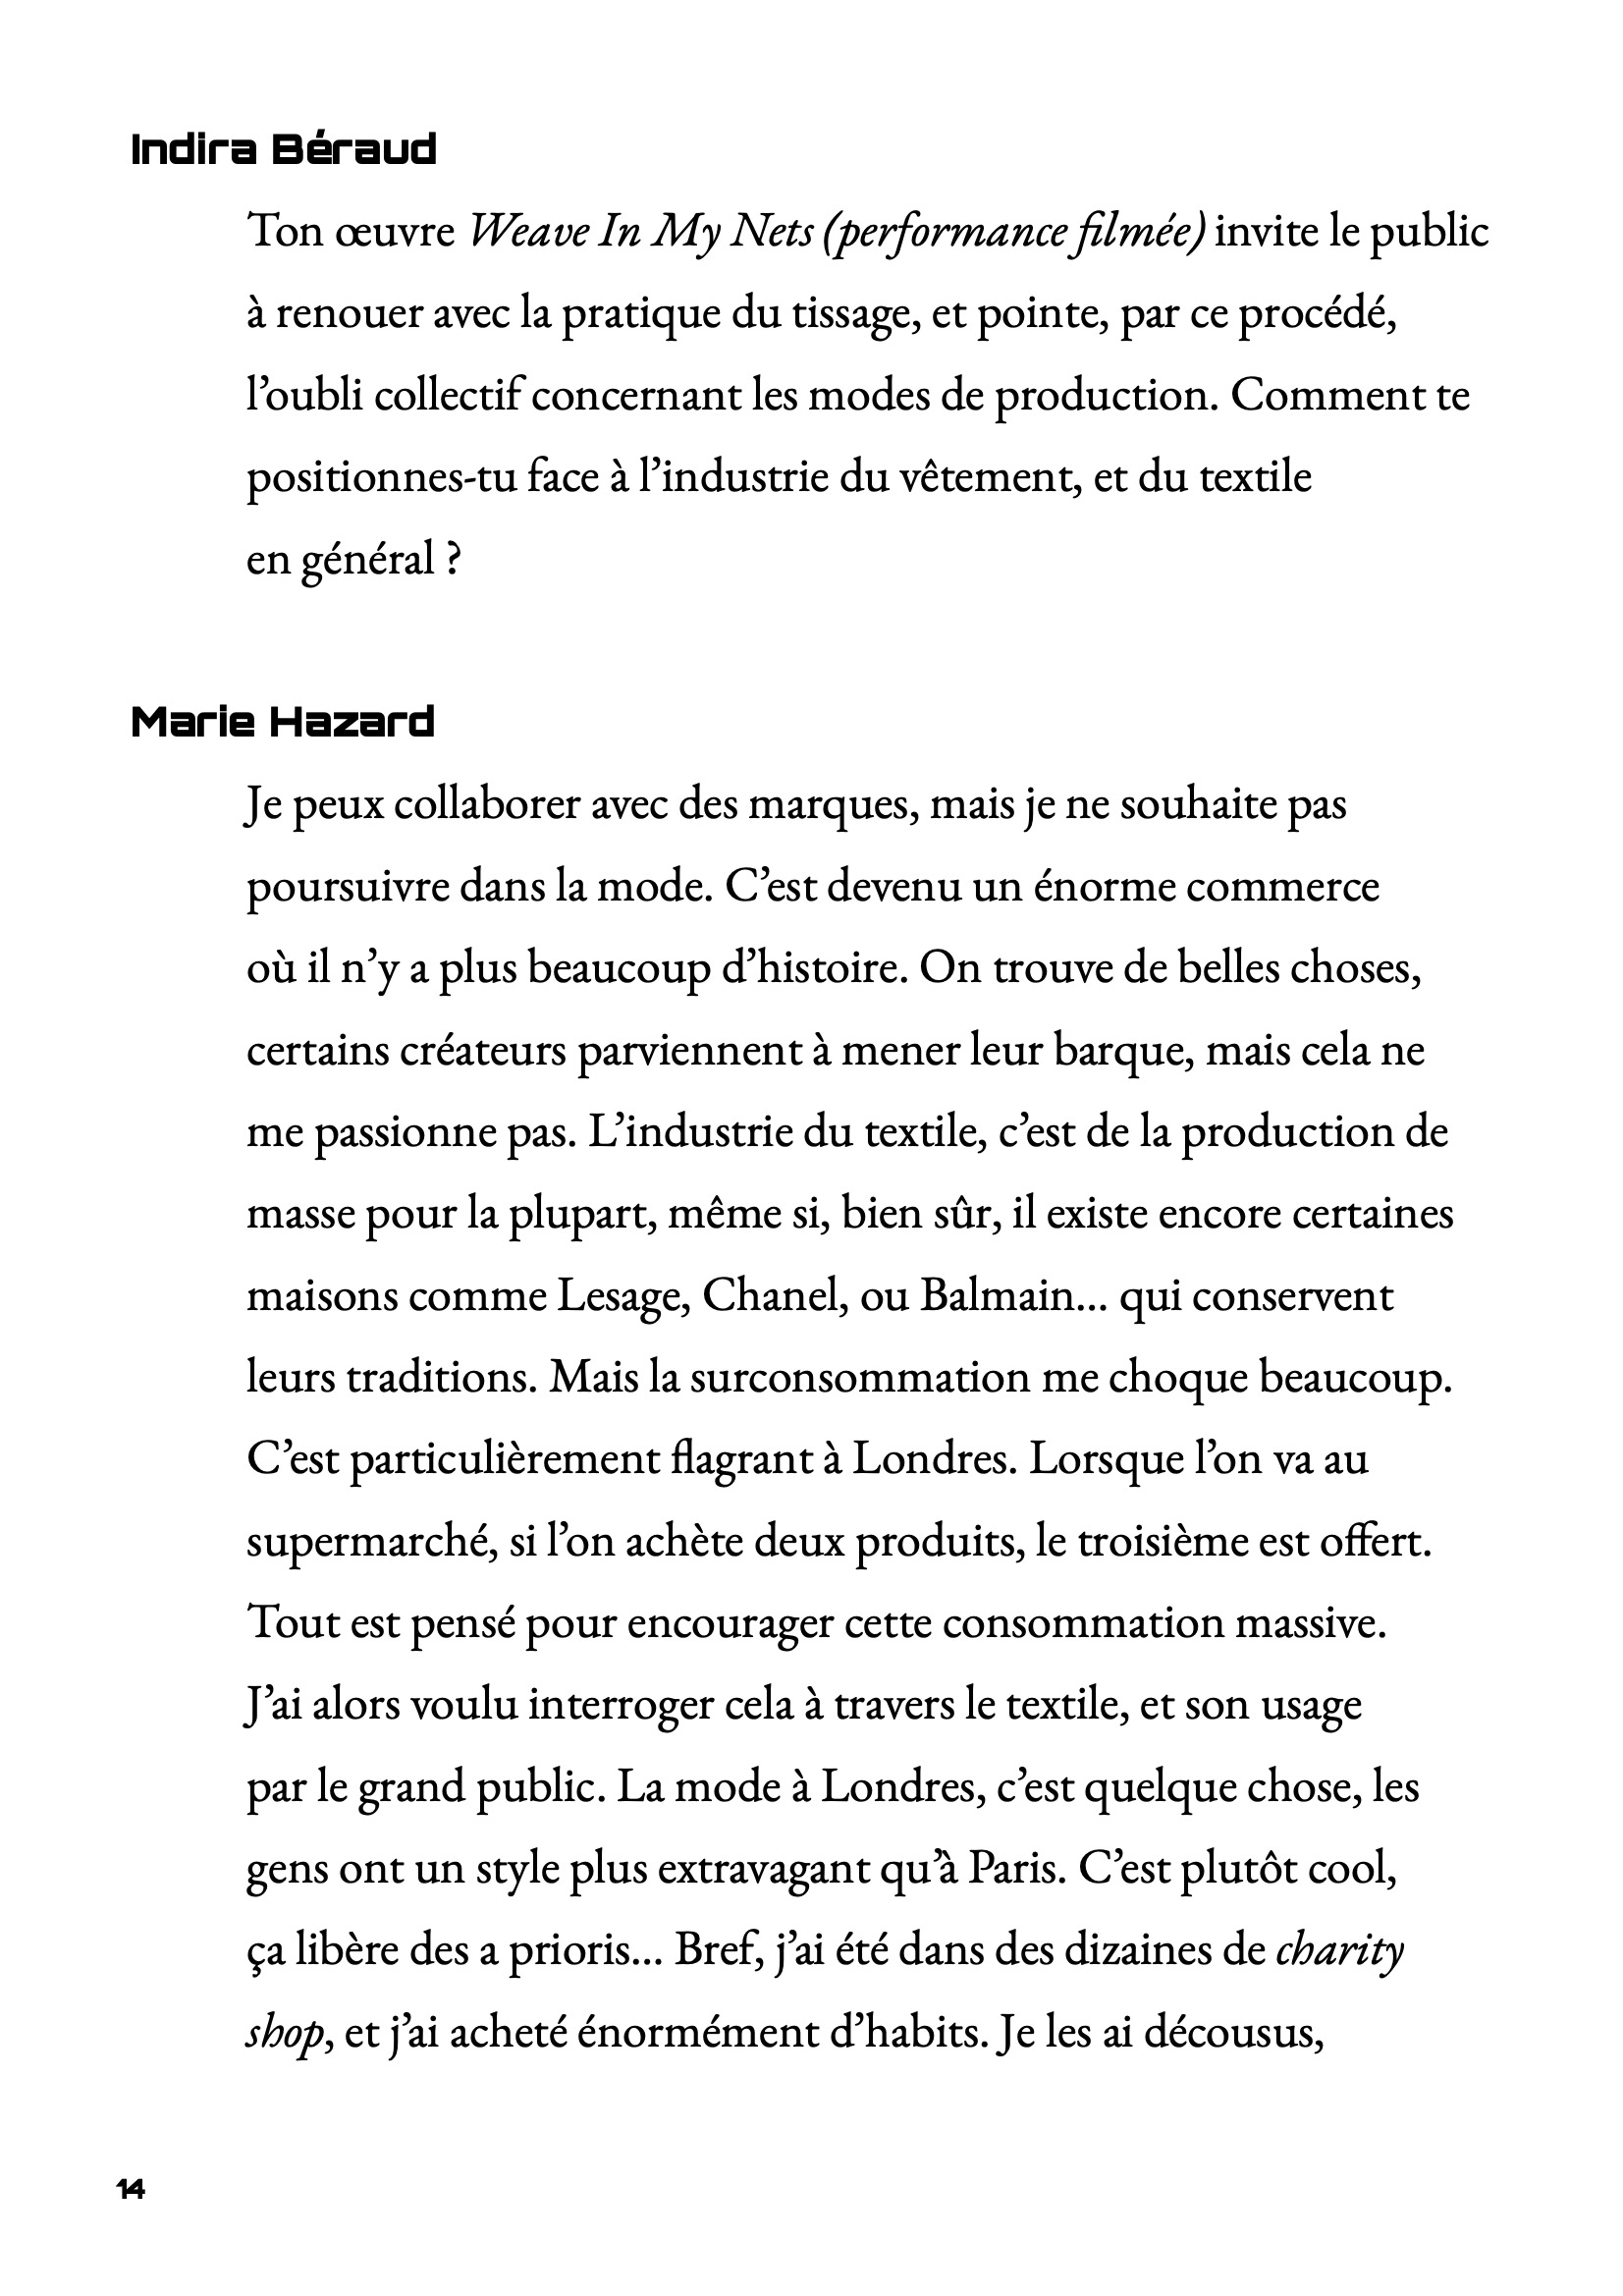 Indira Béraud
Ton œuvre Weave In My Nets (performance filmée) invite le public
à renouer avec la pratique du tissage, et pointe, par ce procédé,
l’oubli collectif concernant les modes de production. Comment te
positionnes-tu face à l’industrie du vêtement, et du textile
en général ?
Marie Hazard
Je peux collaborer avec des marques, mais je ne souhaite pas
poursuivre dans la mode. C’est devenu un énorme commerce
où il n’y a plus beaucoup d’histoire. On trouve de belles choses,
certains créateurs parviennent à mener leur barque, mais cela ne
me passionne pas. L’industrie du textile, c’est de la production de
masse pour la plupart, même si, bien sûr, il existe encore certaines
maisons comme Lesage, Chanel, ou Balmain… qui conservent
leurs traditions. Mais la surconsommation me choque beaucoup.
C’est particulièrement flagrant à Londres. Lorsque l’on va au
supermarché, si l’on achète deux produits, le troisième est offert.
Tout est pensé pour encourager cette consommation massive.
J’ai alors voulu interroger cela à travers le textile, et son usage
par le grand public. La mode à Londres, c’est quelque chose, les
gens ont un style plus extravagant qu’à Paris. C’est plutôt cool,
ça libère des a prioris… Bref, j’ai été dans des dizaines de charity
shop, et j’ai acheté énormément d’habits. Je les ai décousus,
14